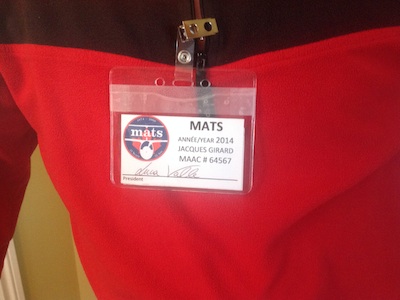 mats
MATS
ANNÉE/YEAR 2014
JACQUES GIRARD
MAAC # 64567
President